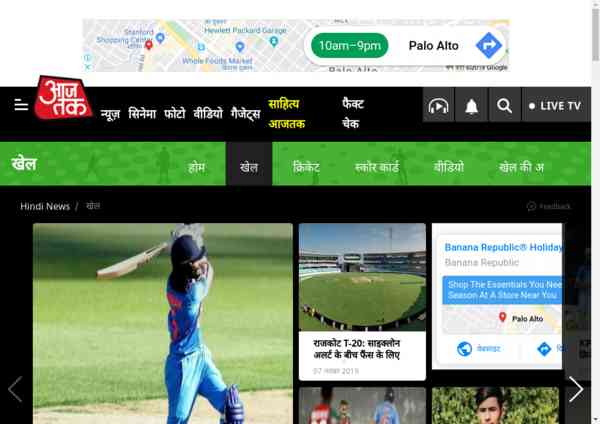 Stanford
Shopping Center
Hewlett Packard Garage
Whole Foods Market
10am–9pm
Palo Alto
Palo Alto
Google
आज
तक
न्यूज़ सिनेमा फोटो वीडियो गैजेट्स साहित्य आजतक फैक्ट चेक
LIVE TV
खेल
होम खेल क्रिकेट स्कोर कार्ड वीडियो खेल की अ
Hindi News / खेल
Feedback
राजकोट T-20: साइक्लोन
अलर्ट के बीच फैंस के लिए
07 नवंबर 2019
Banana Republic® Holiday
Banana Republic
Shop The Essentials You Nee
Season At A Store Near You
Palo Alto
वेबसाइट